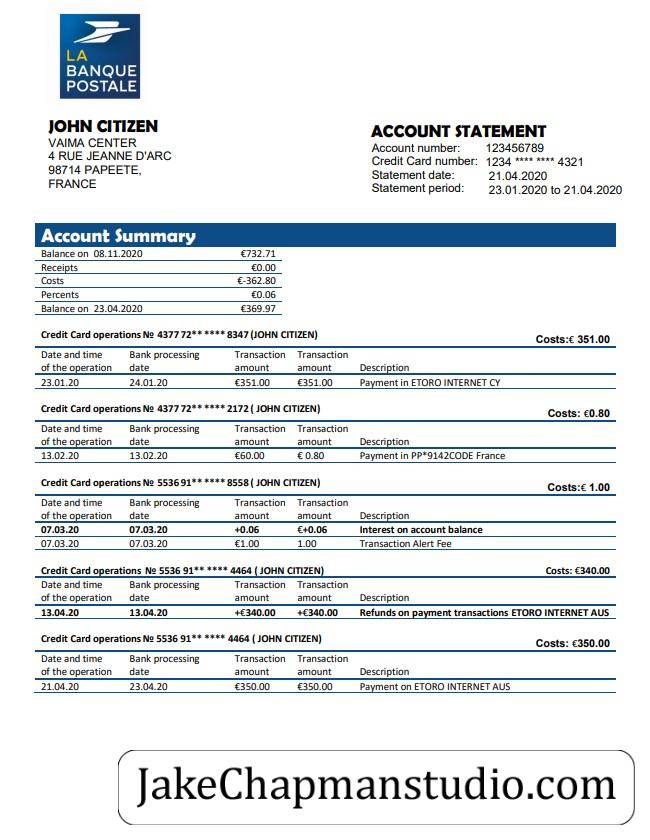 LA
BANQUE
POSTALE
JOHN CITIZEN
VAIMA CENTER
4 RUE JEANNE D'ARC
98714 PAPEETE,
FRANCE
ACCOUNT STATEMENT
Account number: 123456789
Credit Card number: 1234 **** **** 4321
Statement date: 21.04.2020
Statement period: 23.01.2020 to 21.04.2020
Account Summary
Balance on 08.11.2020 €732.71
Receipts €0.00
Costs €-362.80
Percents €0.06
Balance on 23.04.2020 €369.97
Credit Card operations № 4377 72** **** 8347 (JOHN CITIZEN) Costs:€ 351.00
Date and time Bank processing Transaction Transaction
of the operation date amount amount Description
23.01.20 24.01.20 €351.00 €351.00 Payment in ETORO INTERNET CY
Credit Card operations № 4377 72** **** 2172 ( JOHN CITIZEN) Costs: €0.80
Date and time Bank processing Transaction Transaction
of the operation date amount amount Description
13.02.20 13.02.20 €60.00 € 0.80 Payment in PP*9142CODE France
Credit Card operations № 5536 91** **** 8558 ( JOHN CITIZEN) Costs:€ 1.00
Date and time Bank processing Transaction Transaction
of the operation date amount amount Description
07.03.20 07.03.20 +0.06 €+0.06 Interest on account balance
07.03.20 07.03.20 €1.00 1.00 Transaction Alert Fee
Credit Card operations № 5536 91** **** 4464 ( JOHN CITIZEN) Costs: €340.00
Date and time Bank processing Transaction Transaction
of the operation date amount amount Description
13.04.20 13.04.20 +€340.00 +€340.00 Refunds on payment transactions ETORO INTERNET AUS
Credit Card operations № 5536 91** **** 4464 ( JOHN CITIZEN) Costs: €350.00
Date and time Bank processing Transaction Transaction
of the operation date amount amount Description
21.04.20 23.04.20 €350.00 €350.00 Payment on ETORO INTERNET AUS
JakeChapmanstudio.com